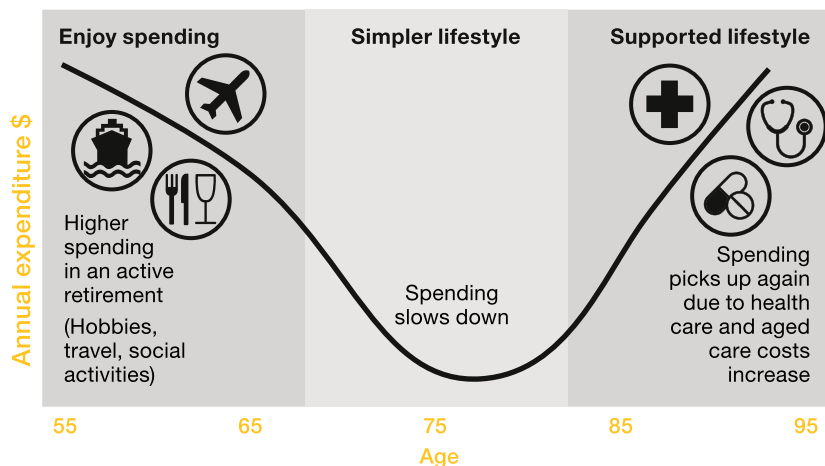 Enjoy spending
Simpler lifestyle
Supported lifestyle
Annual expenditure $
Higher
spending
in an active
retirement
(Hobbies,
travel, social
activities)
Spending
slows down
Spending
picks up again
due to health
care and aged
care costs
increase
55
65
75
85
95
Age